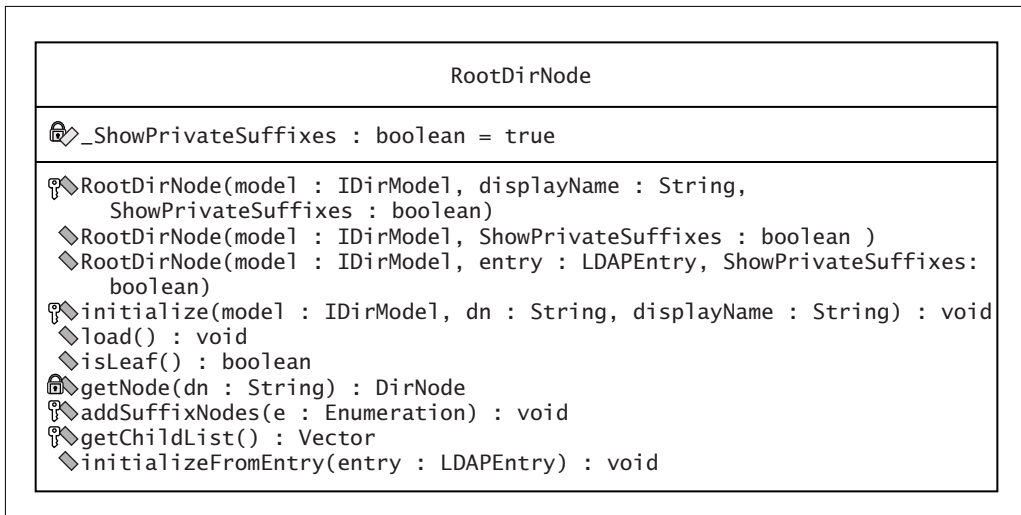 RootDirNode
_ShowPrivateSuffixes : boolean = true
RootDirNode(model : IDirModel, displayName : String,
ShowPrivateSuffixes : boolean)
RootDirNode(model : IDirModel, ShowPrivateSuffixes : boolean )
RootDirNode(model : IDirModel, entry : LDAPEntry, ShowPrivateSuffixes:
boolean)
initialize(model : IDirModel, dn : String, displayName : String) : void
load() : void
isLeaf() : boolean
getNode(dn : String) : DirNode
addSuffixNodes(e : Enumeration) : void
getChildList() : Vector
initializeFromEntry(entry : LDAPEntry) : void